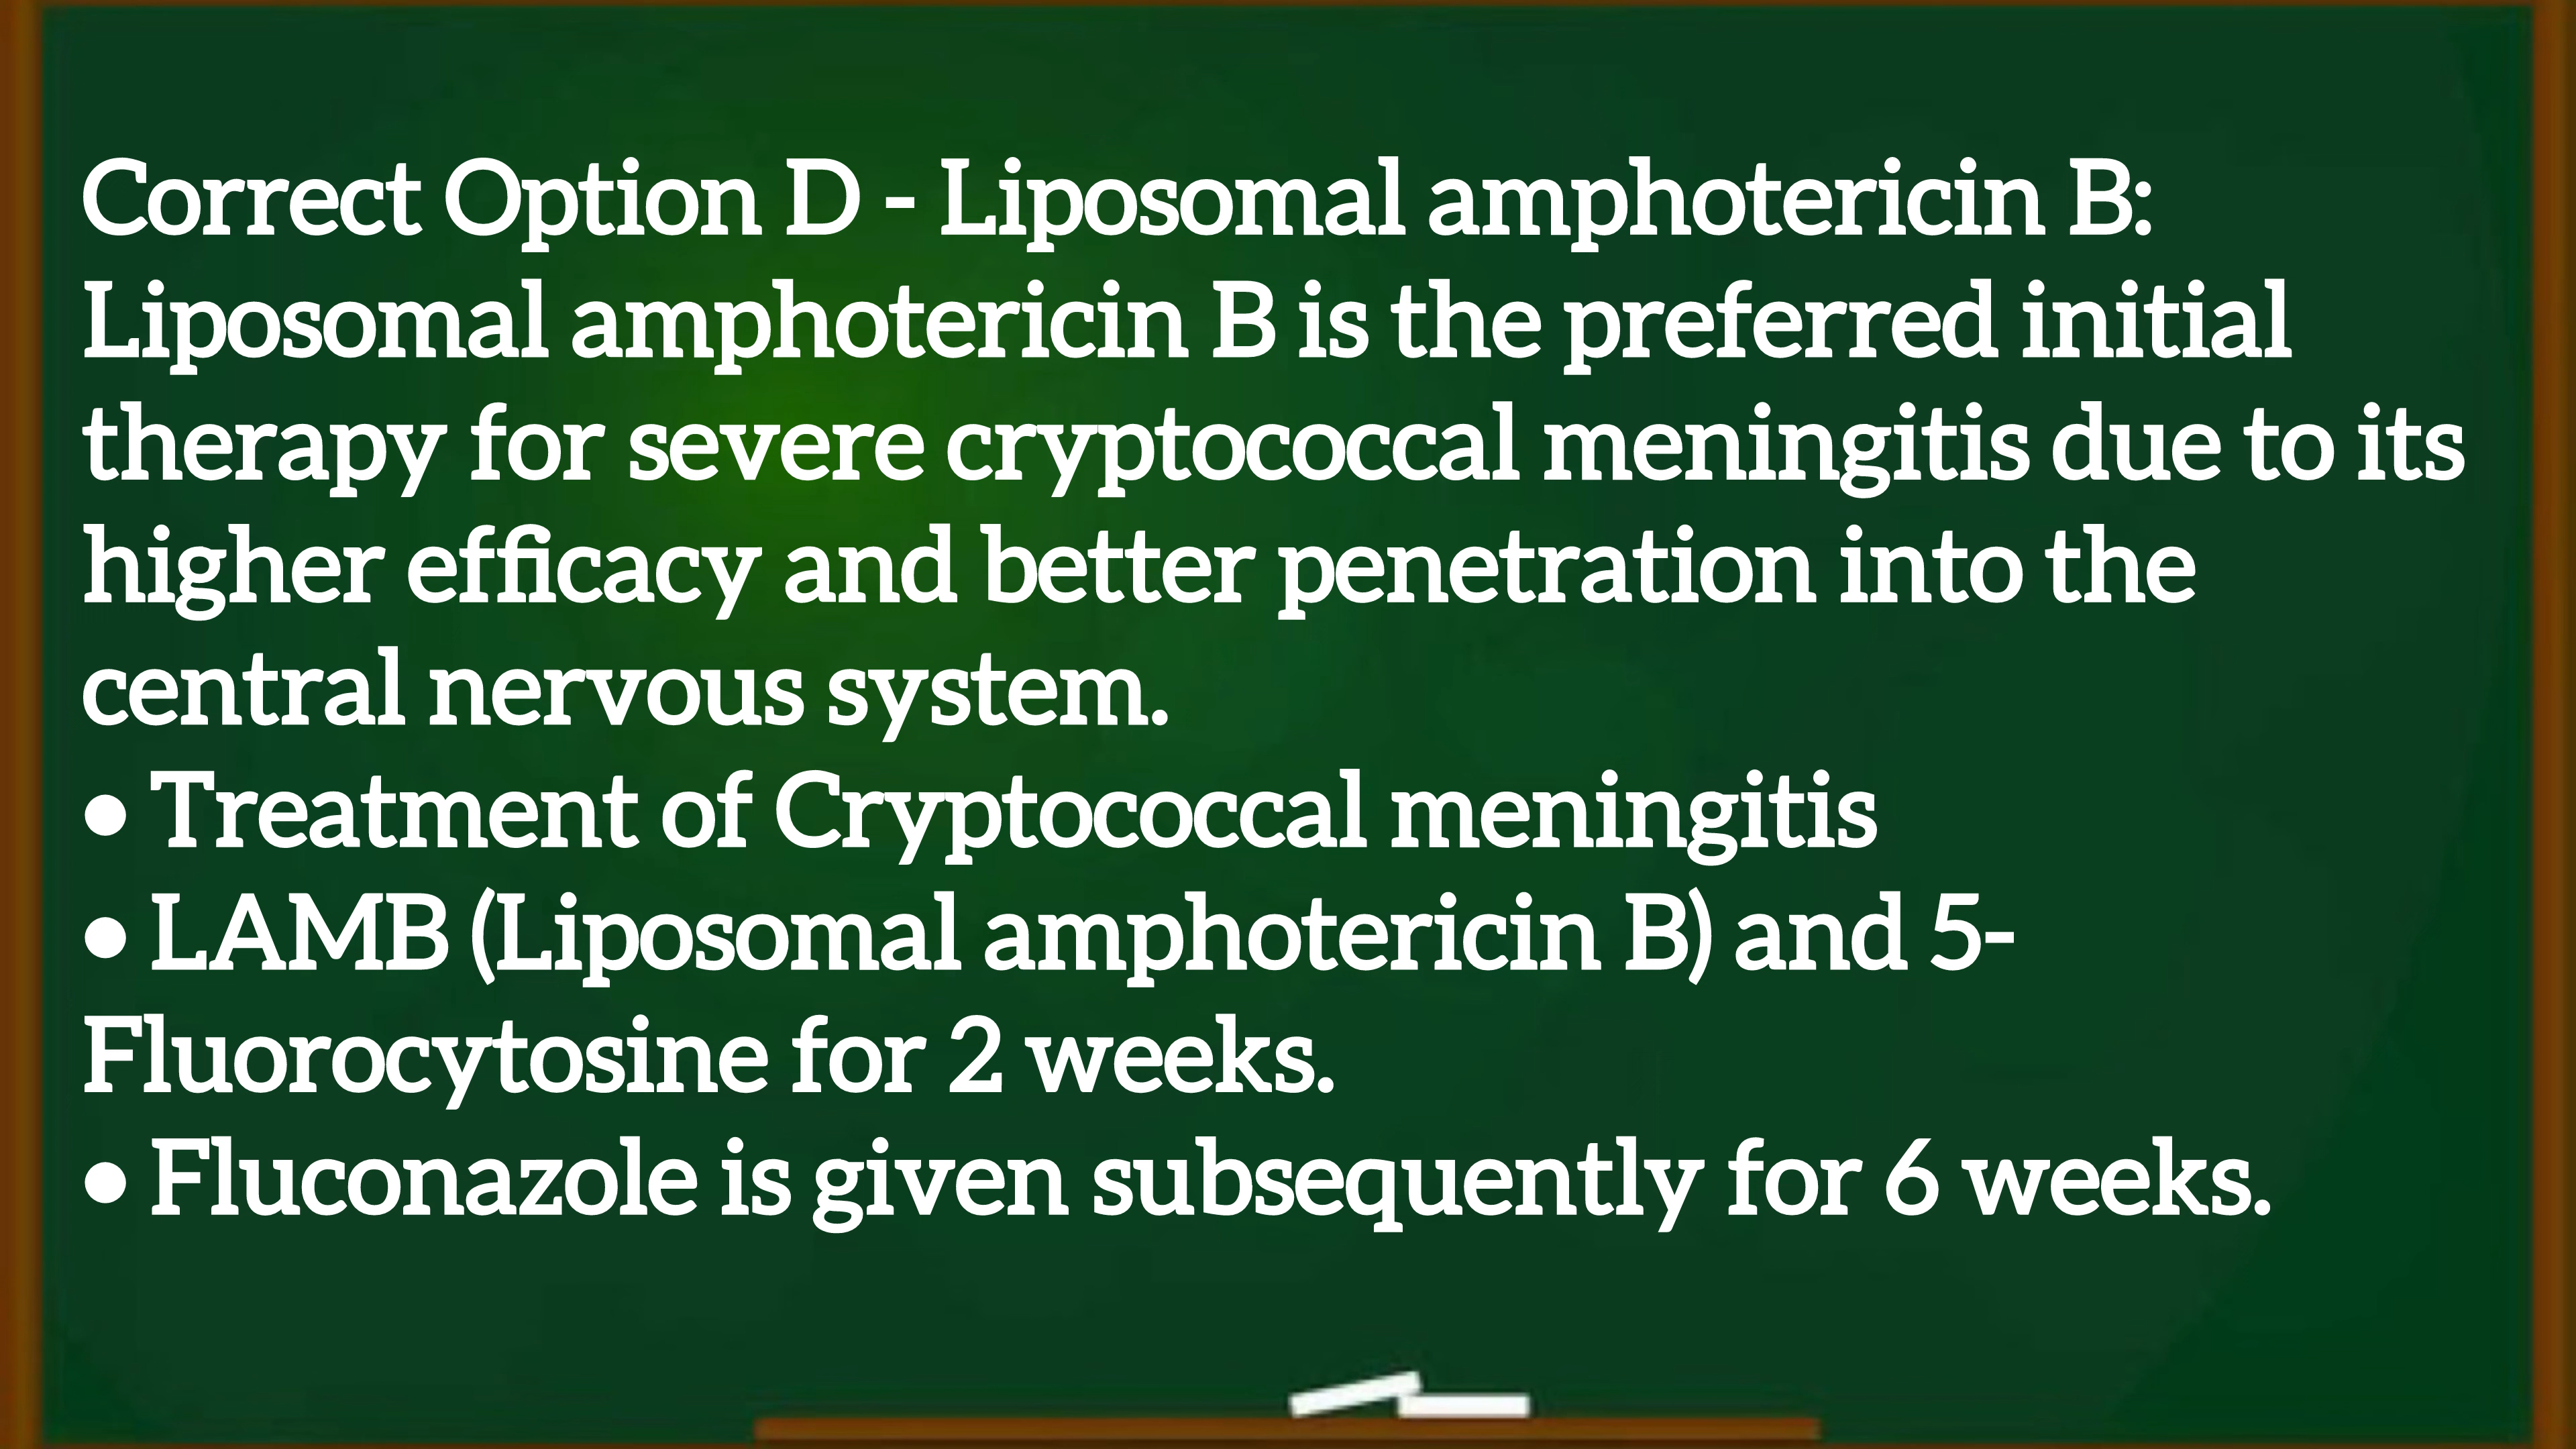 Correct Option D - Liposomal amphotericin B:
Liposomal amphotericin B is the preferred initial
therapy for severe cryptococcal meningitis due to its
higher efficacy and better penetration into the
central nervous system.
● Treatment of Cryptococcal meningitis
● LAMB (Liposomal amphotericin B) and 5-
Fluorocytosine for 2 weeks.
● Fluconazole is given subsequently for 6 weeks.